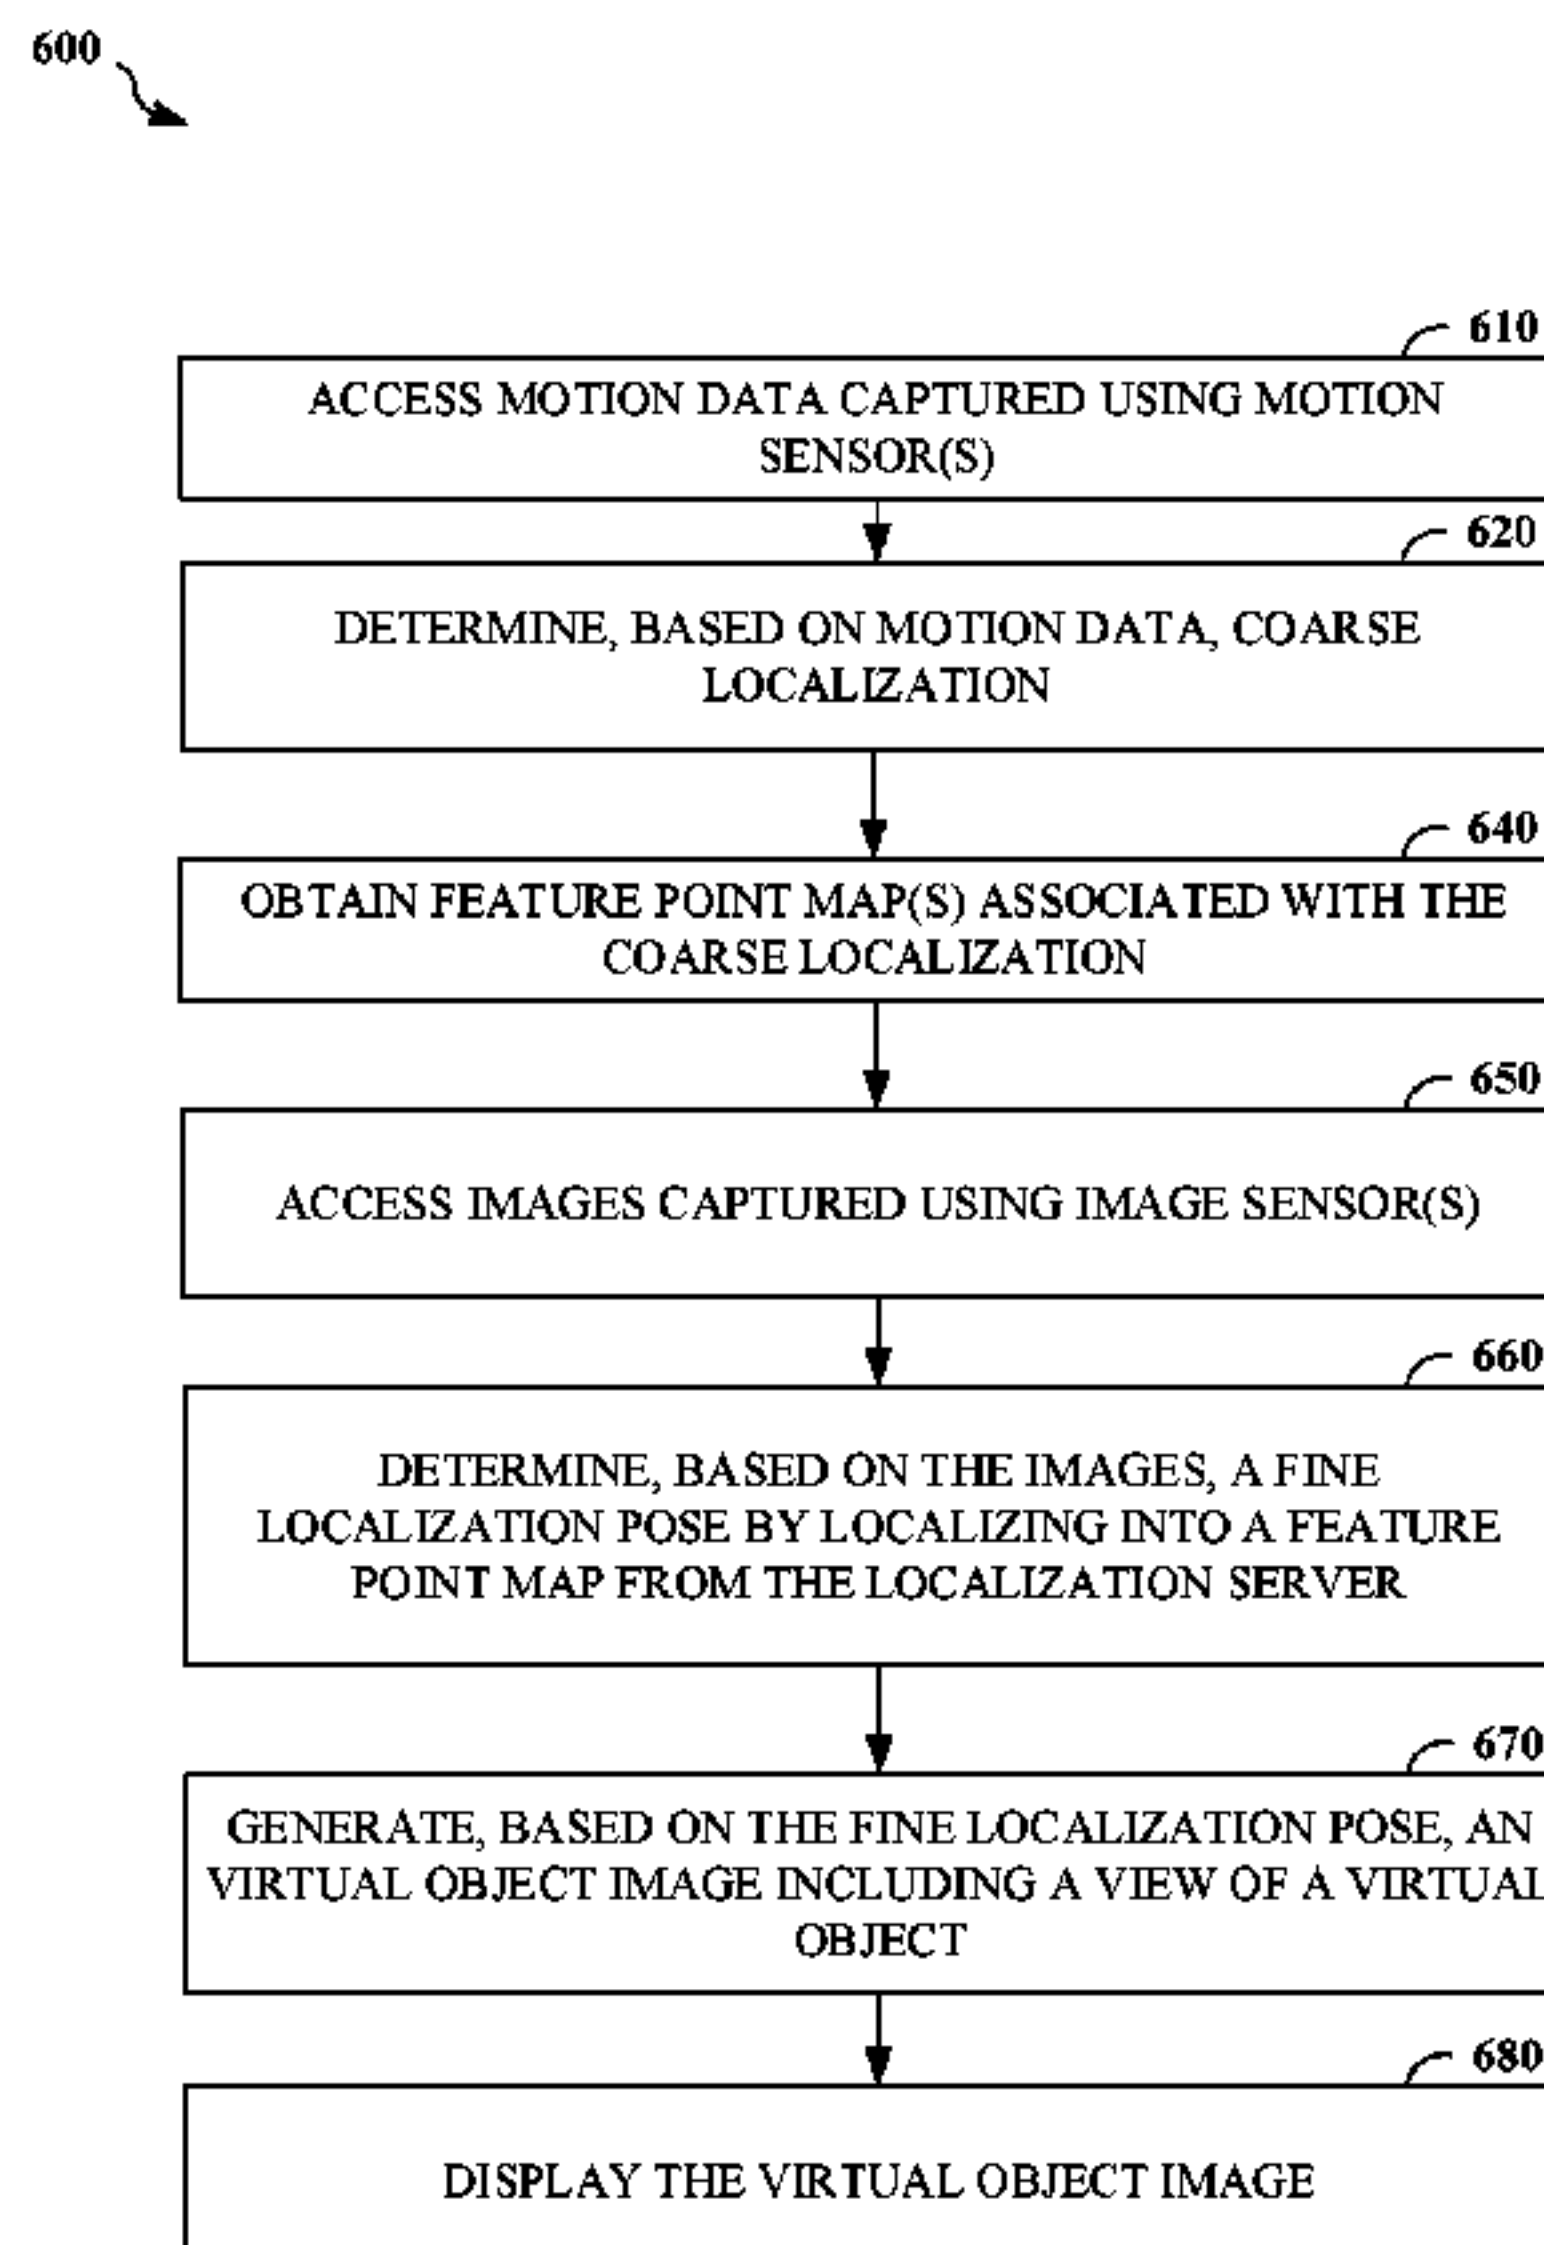 600
610
ACCESS MOTION DATA CAPTURED USING MOTION
SENSOR(S)
620
DETERMINE, BASED ON MOTION DATA, COARSE
LOCALIZATION
640
OBTAIN FEATURE POINT MAP(S) ASSOCIATED WITH THE
COARSE LOCALIZATION
650
ACCESS IMAGES CAPTURED USING IMAGE SENSOR(S)
660
DETERMINE, BASED ON THE IMAGES, A FINE
LOCALIZATION POSE BY LOCALIZING INTO A FEATURE
POINT MAP FROM THE LOCALIZATION SERVER
670
GENERATE, BASED ON THE FINE LOCALIZATION POSE, AN
VIRTUAL OBJECT IMAGE INCLUDING A VIEW OF A VIRTUAL
OBJECT
680
DISPLAY THE VIRTUAL OBJECT IMAGE